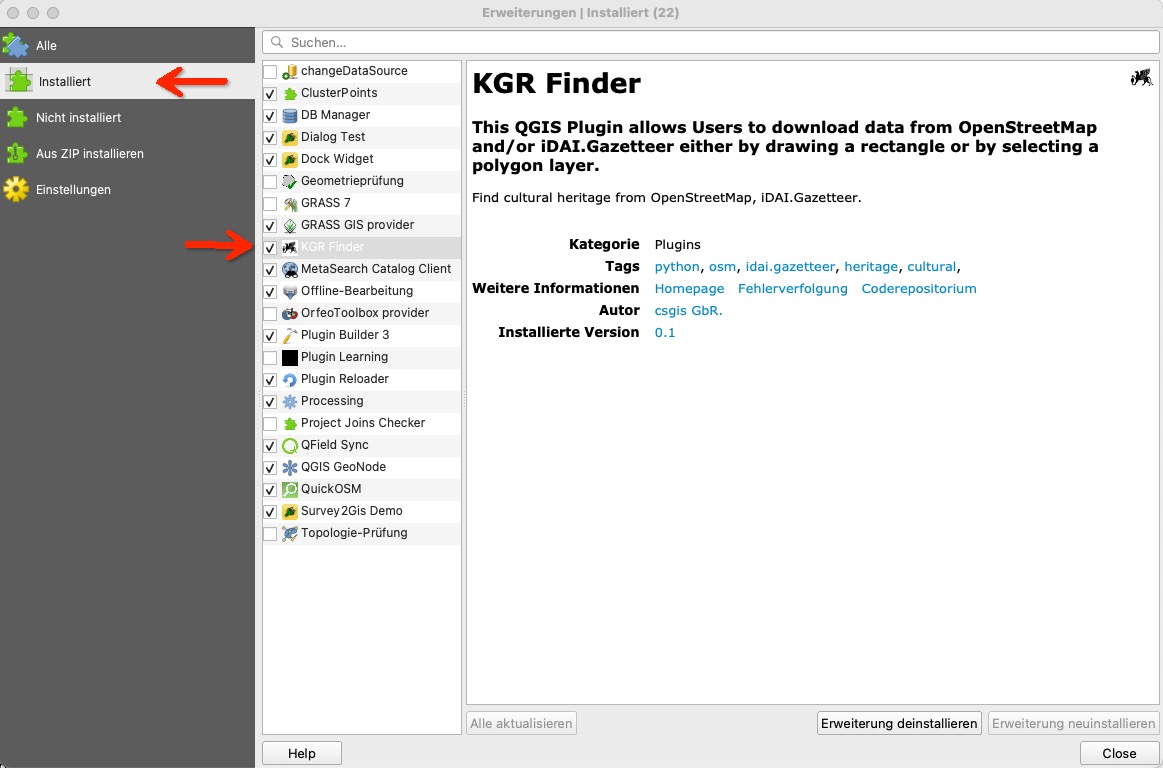 Erweiterungen | Installiert (22)
Alle
Installiert
Nicht installiert
Aus ZIP installieren
Einstellungen
Suchen...
changeDataSource
ClusterPoints
DB Manager
Dialog Test
Dock Widget
Geometrieprüfung
GRASS 7
GRASS GIS provider
KGR Finder
MetaSearch Catalog Client
Offline-Bearbeitung
OrfeoToolbox provider
Plugin Builder 3
Plugin Learning
Plugin Reloader
Processing
Project Joins Checker
QField Sync
QGIS GeoNode
QuickOSM
Survey2Gis Demo
Topologie-Prüfung
KGR Finder
This QGIS Plugin allows Users to download data from OpenStreetMap
and/or iDAI.Gazetteer either by drawing a rectangle or by selecting a
polygon layer.
Find cultural heritage from OpenStreetMap, iDAI.Gazetteer.
Kategorie Plugins
Tags python, osm, idai.gazetteer, heritage, cultural,
Weitere Informationen Homepage Fehlerverfolgung Coderepositorium
Autor csgis GbR.
Installierte Version 0.1
Alle aktualisieren
Erweiterung deinstallieren
Erweiterung neuinstallieren
Help
Close